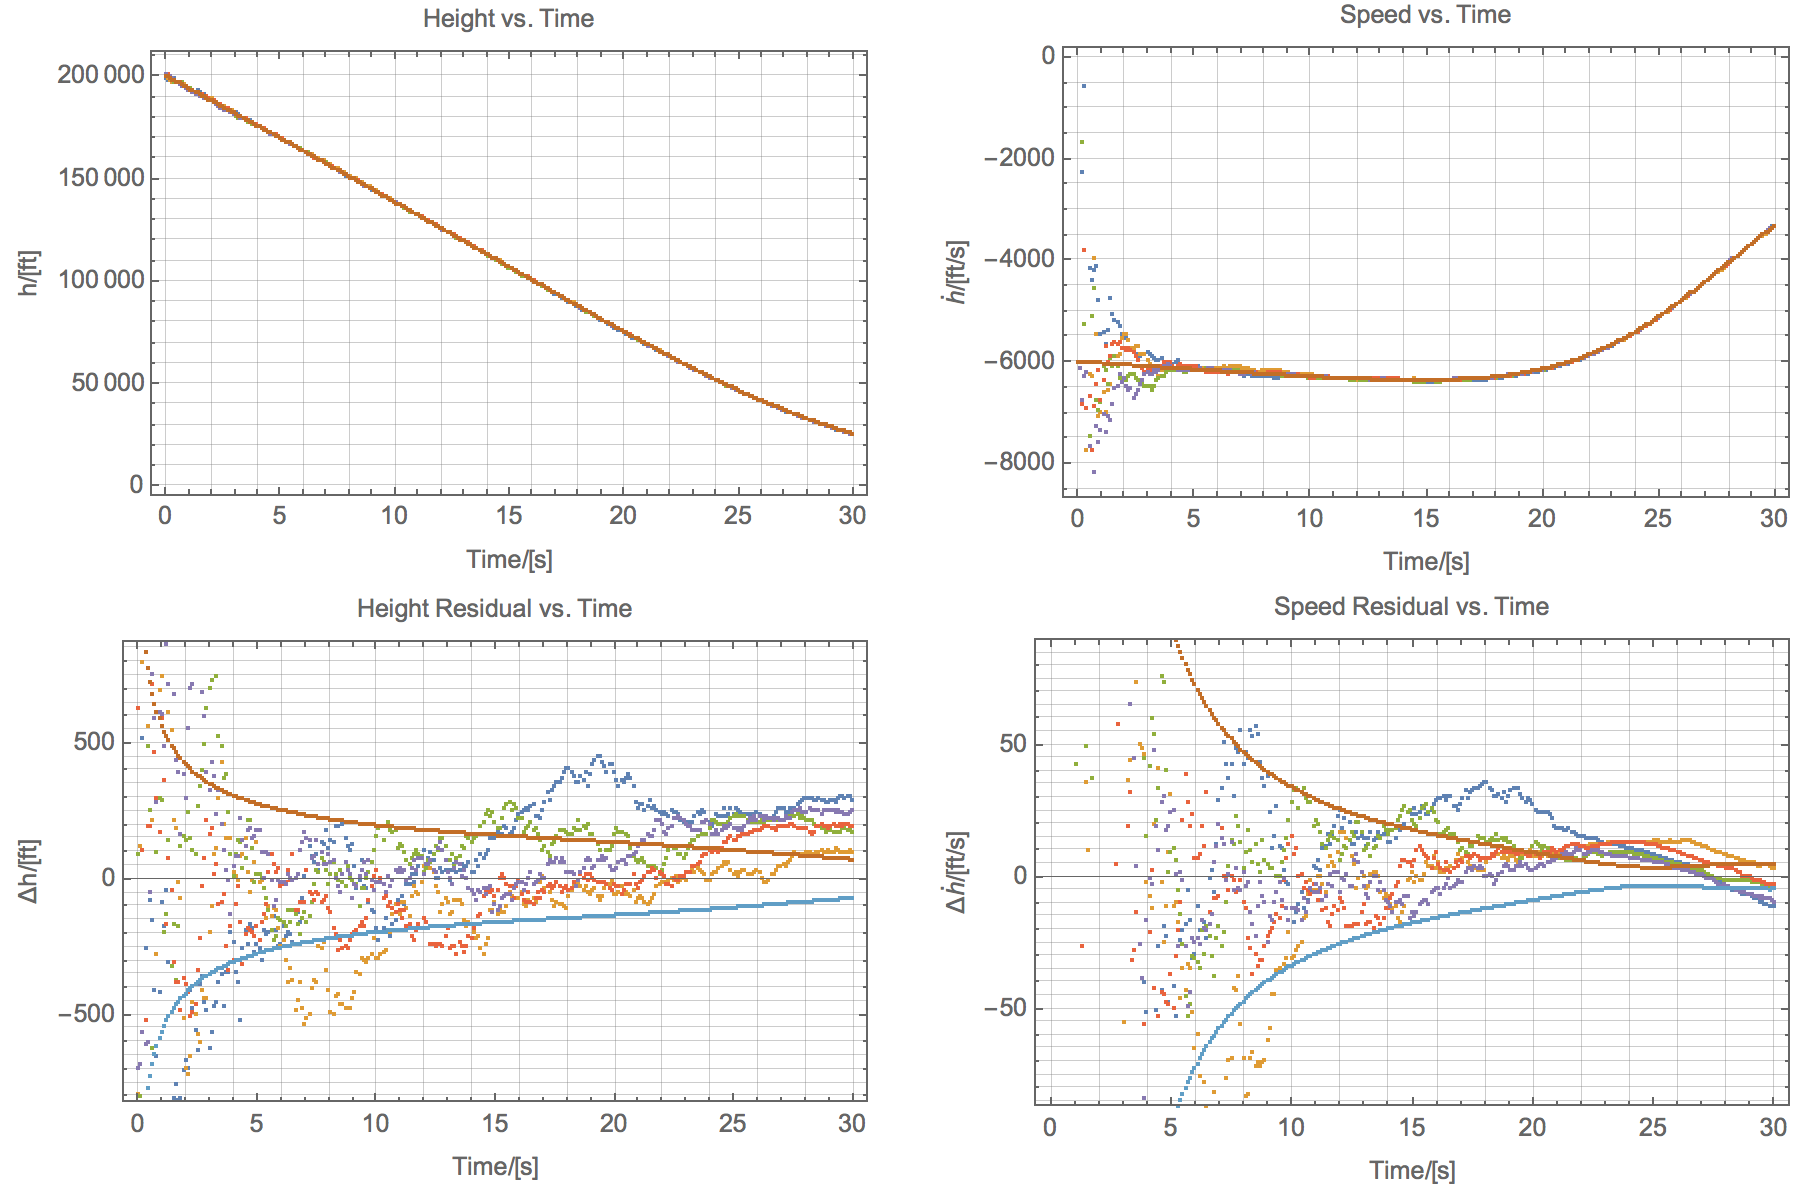 Height vs. Time
h/[ft]
200 000
150 000
100 000
50 000
0
0 5 10 15 20 25 30
Time/[s]
Speed vs. Time
ḣ/[ft/s]
0
−2000
−4000
−6000
−8000
0 5 10 15 20 25 30
Time/[s]
Height Residual vs. Time
Δh/[ft]
500
0
−500
0 5 10 15 20 25 30
Time/[s]
Speed Residual vs. Time
Δḣ/[ft/s]
50
0
−50
0 5 10 15 20 25 30
Time/[s]